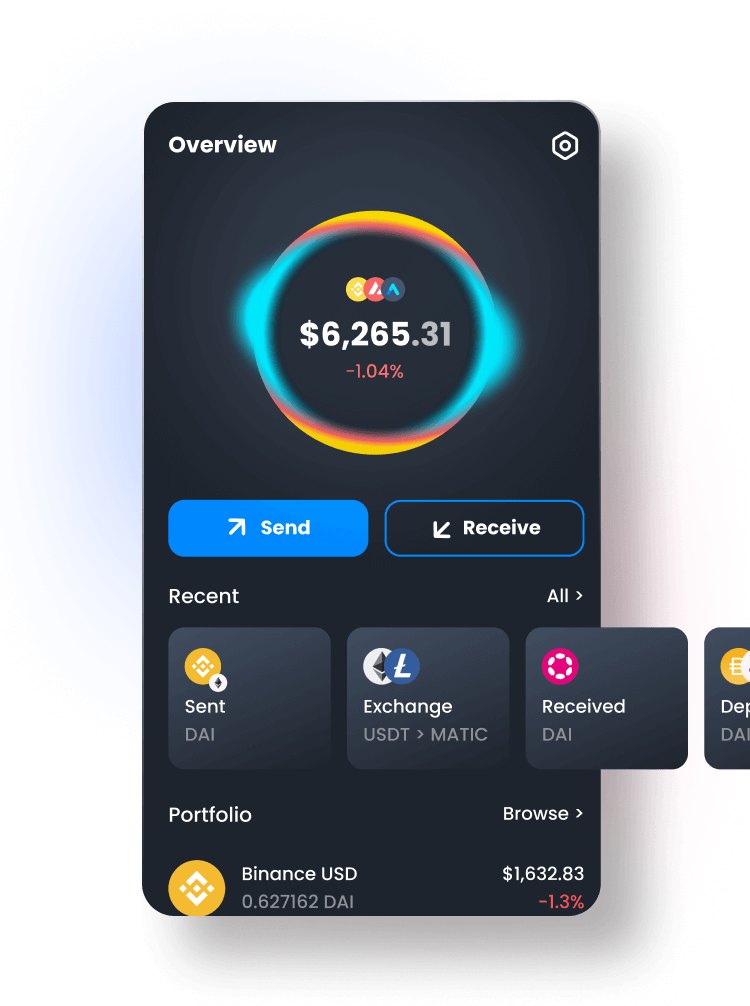 Overview
$6,265.31
-1.04%
Send
Receive
Recent
All >
Sent
DAI
Exchange
USDT > MATIC
Received
DAI
Dep
DAI
Portfolio
Browse >
Binance USD
$1,632.83
0.627162 DAI
-1.3%